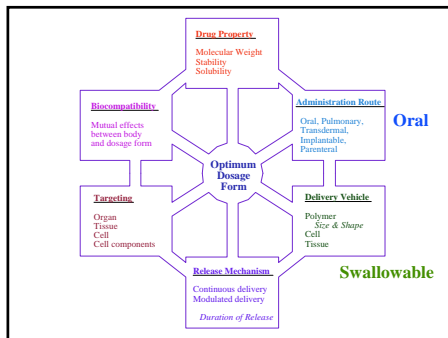 Drug Property
Molecular Weight
Stability
Solubility
Biocompatibility
Mutual effects
between body
and dosage form
Administration Route
Oral, Pulmonary,
Transdermal,
Implantable,
Parenteral
Oral
Optimum
Dosage
Form
Targeting
Organ
Tissue
Cell
Cell components
Delivery Vehicle
Polymer
Size & Shape
Cell
Tissue
Swallowable
Release Mechanism
Continuous delivery
Modulated delivery
Duration of Release